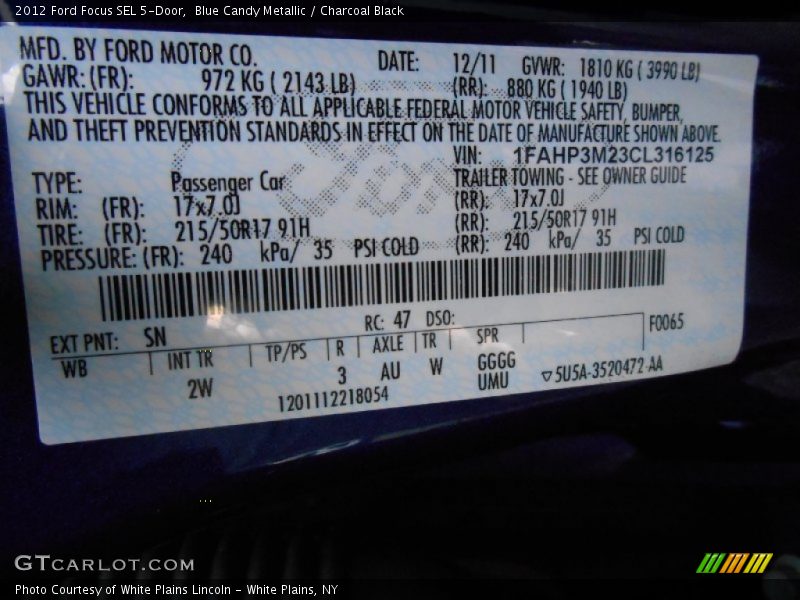 2012 Ford Focus SEL 5-Door, Blue Candy Metallic / Charcoal Black
MFD. BY FORD MOTOR CO. DATE: 12/11 GVWR: 1810 KG ( 3990 LB)
GAWR: (FR): 972 KG ( 2143 LB) (RR): 880 KG ( 1940 LB)
THIS VEHICLE CONFORMS TO ALL APPLICABLE FEDERAL MOTOR VEHICLE SAFETY, BUMPER,
AND THEFT PREVENTION STANDARDS IN EFFECT ON THE DATE OF MANUFACTURE SHOWN ABOVE.
VIN: 1FAHP3M23CL316125
TYPE: Passenger Car TRAILER TOWING - SEE OWNER GUIDE
RIM: (FR): 17x7.0J (RR): 17x7.0J
TIRE: (FR): 215/50R17 91H (RR): 215/50R17 91H
PRESSURE: (FR): 240 kPa/ 35 PSI COLD (RR): 240 kPa/ 35 PSI COLD
EXT PNT: SN RC: 47 DSO: F0065
WB INT TR TP/PS R AXLE TR SPR
2W 3 AU W GGGG
UMU ▽5U5A-3520472-AA
1201112218054
GTCARLOT.COM
Photo Courtesy of White Plains Lincoln - White Plains, NY